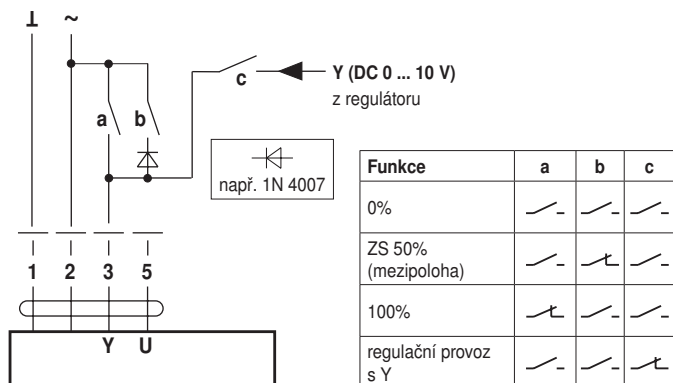 ⊥ ~
a b c
Y (DC 0 ... 10 V)
z regulátoru
např. 1N 4007
1 2 3 5
Y U
Funkce a b c
0%
ZS 50%
(mezipoloha)
100%
regulační provoz
s Y